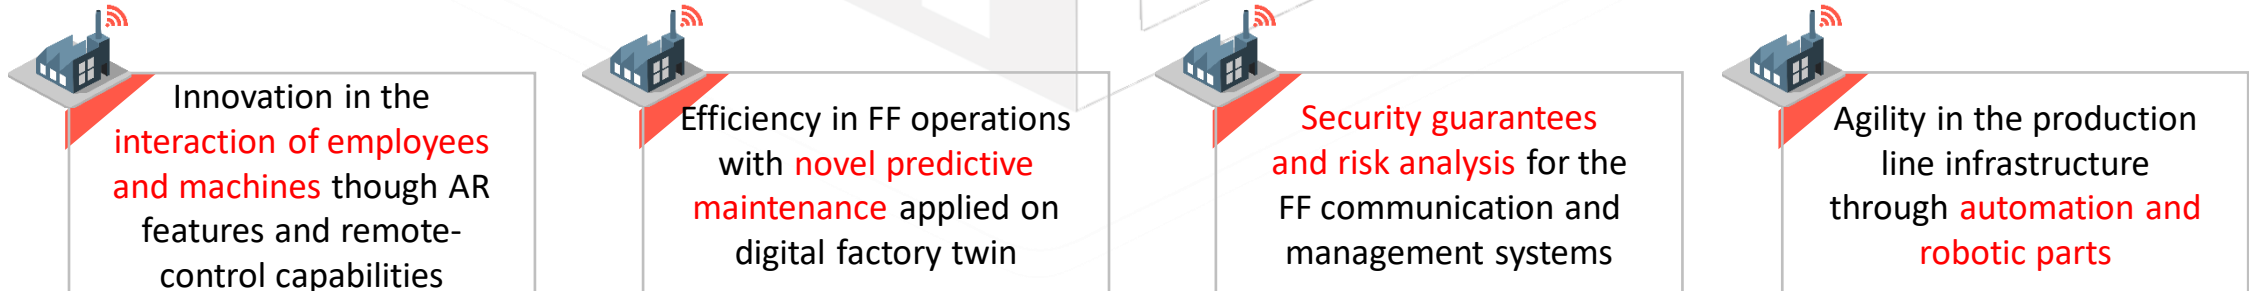 Innovation in the
interaction of employees
and machines though AR
features and remote-
control capabilities
Efficiency in FF operations
with novel predictive
maintenance applied on
digital factory twin
Security guarantees
and risk analysis for the
FF communication and
management systems
Agility in the production
line infrastructure
through automation and
robotic parts